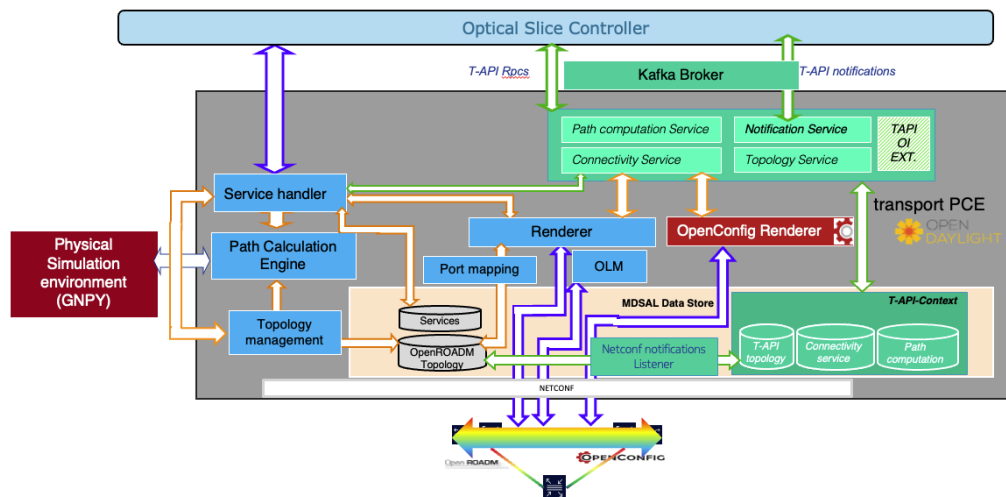 Optical Slice Controller
T-API Rpcs
Kafka Broker
T-API notifications
Path computation Service
Notification Service
Connectivity Service
Topology Service
TAPI
OI
EXT.
Service handler
transport PCE
OPEN
DAYLIGHT
Renderer
OpenConfig Renderer
Physical
Simulation
environment
(GNPY)
Path Calculation
Engine
Port mapping
OLM
MDSAL Data Store
T-API-Context
Topology
management
Services
OpenROADM
Topology
Netconf notifications
Listener
T-API
topology
Connectivity
service
Path
computation
NETCONF
Open ROADM
OPENCONFIG